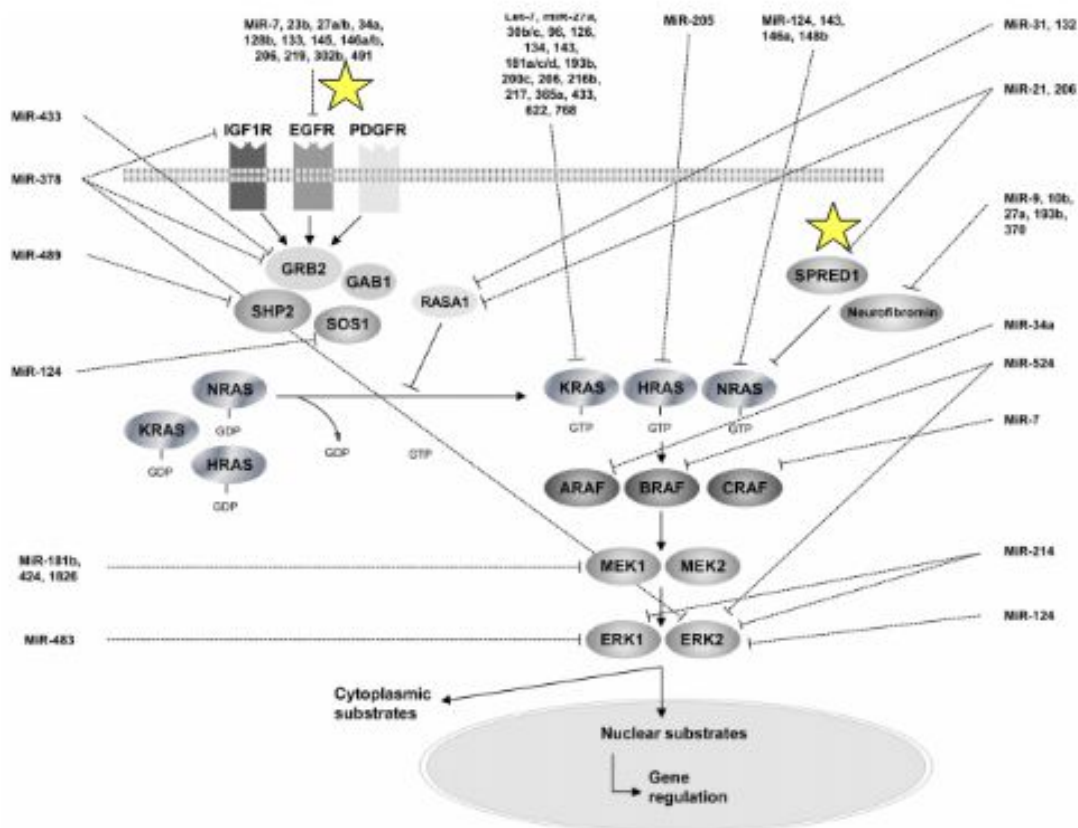 MiR-7, 23b, 27a/b, 34a,
128b, 133, 145, 146a/b,
206, 219, 302b, 491
Let-7, miR-27a,
30b/c, 96, 126,
134, 143,
181a/c/d, 193b,
200c, 206, 216b,
217, 365a, 433,
622, 768
MiR-205
MiR-124, 143,
146a, 148b
MiR-31, 132
MiR-21, 206
MiR-433
IGF1R EGFR PDGFR
MiR-378
MiR-9, 10b,
27a, 193b,
370
MiR-489
GRB2
GAB1
SHP2
SOS1
RASA1
SPRED1
Neurofibromin
MiR-34a
MiR-124
MiR-524
NRAS
GDP
KRAS
GDP
HRAS
GDP
GDP
GTP
KRAS
GTP
HRAS
GTP
NRAS
GTP
MiR-7
ARAF
BRAF
CRAF
MiR-181b,
424, 1826
MEK1
MEK2
MiR-214
MiR-483
ERK1
ERK2
MiR-124
Cytoplasmic
substrates
Nuclear substrates
Gene
regulation